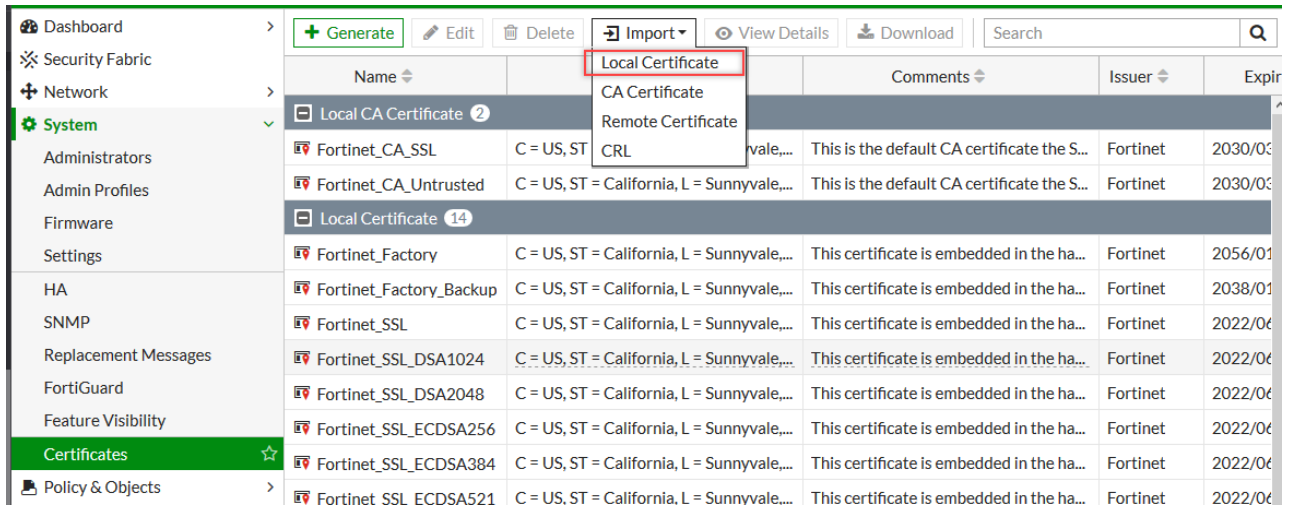 Dashboard
Security Fabric
Network
System
Administrators
Admin Profiles
Firmware
Settings
HA
SNMP
Replacement Messages
FortiGuard
Feature Visibility
Certificates
Policy & Objects
Generate Edit Delete Import View Details Download Search
Local Certificate
CA Certificate
Remote Certificate
CRL
Name Comments Issuer Expir
Local CA Certificate 2
Fortinet_CA_SSL C = US, ST vale,... This is the default CA certificate the S... Fortinet 2030/03
Fortinet_CA_Untrusted C = US, ST = California, L = Sunnyvale,... This is the default CA certificate the S... Fortinet 2030/03
Local Certificate 14
Fortinet_Factory C = US, ST = California, L = Sunnyvale,... This certificate is embedded in the ha... Fortinet 2056/01
Fortinet_Factory_Backup C = US, ST = California, L = Sunnyvale,... This certificate is embedded in the ha... Fortinet 2038/01
Fortinet_SSL C = US, ST = California, L = Sunnyvale,... This certificate is embedded in the ha... Fortinet 2022/06
Fortinet_SSL_DSA1024 C = US, ST = California, L = Sunnyvale,... This certificate is embedded in the ha... Fortinet 2022/06
Fortinet_SSL_DSA2048 C = US, ST = California, L = Sunnyvale,... This certificate is embedded in the ha... Fortinet 2022/06
Fortinet_SSL_ECDSA256 C = US, ST = California, L = Sunnyvale,... This certificate is embedded in the ha... Fortinet 2022/06
Fortinet_SSL_ECDSA384 C = US, ST = California, L = Sunnyvale,... This certificate is embedded in the ha... Fortinet 2022/06
Fortinet_SSL_ECDSA521 C = US, ST = California, L = Sunnyvale,... This certificate is embedded in the ha... Fortinet 2022/06